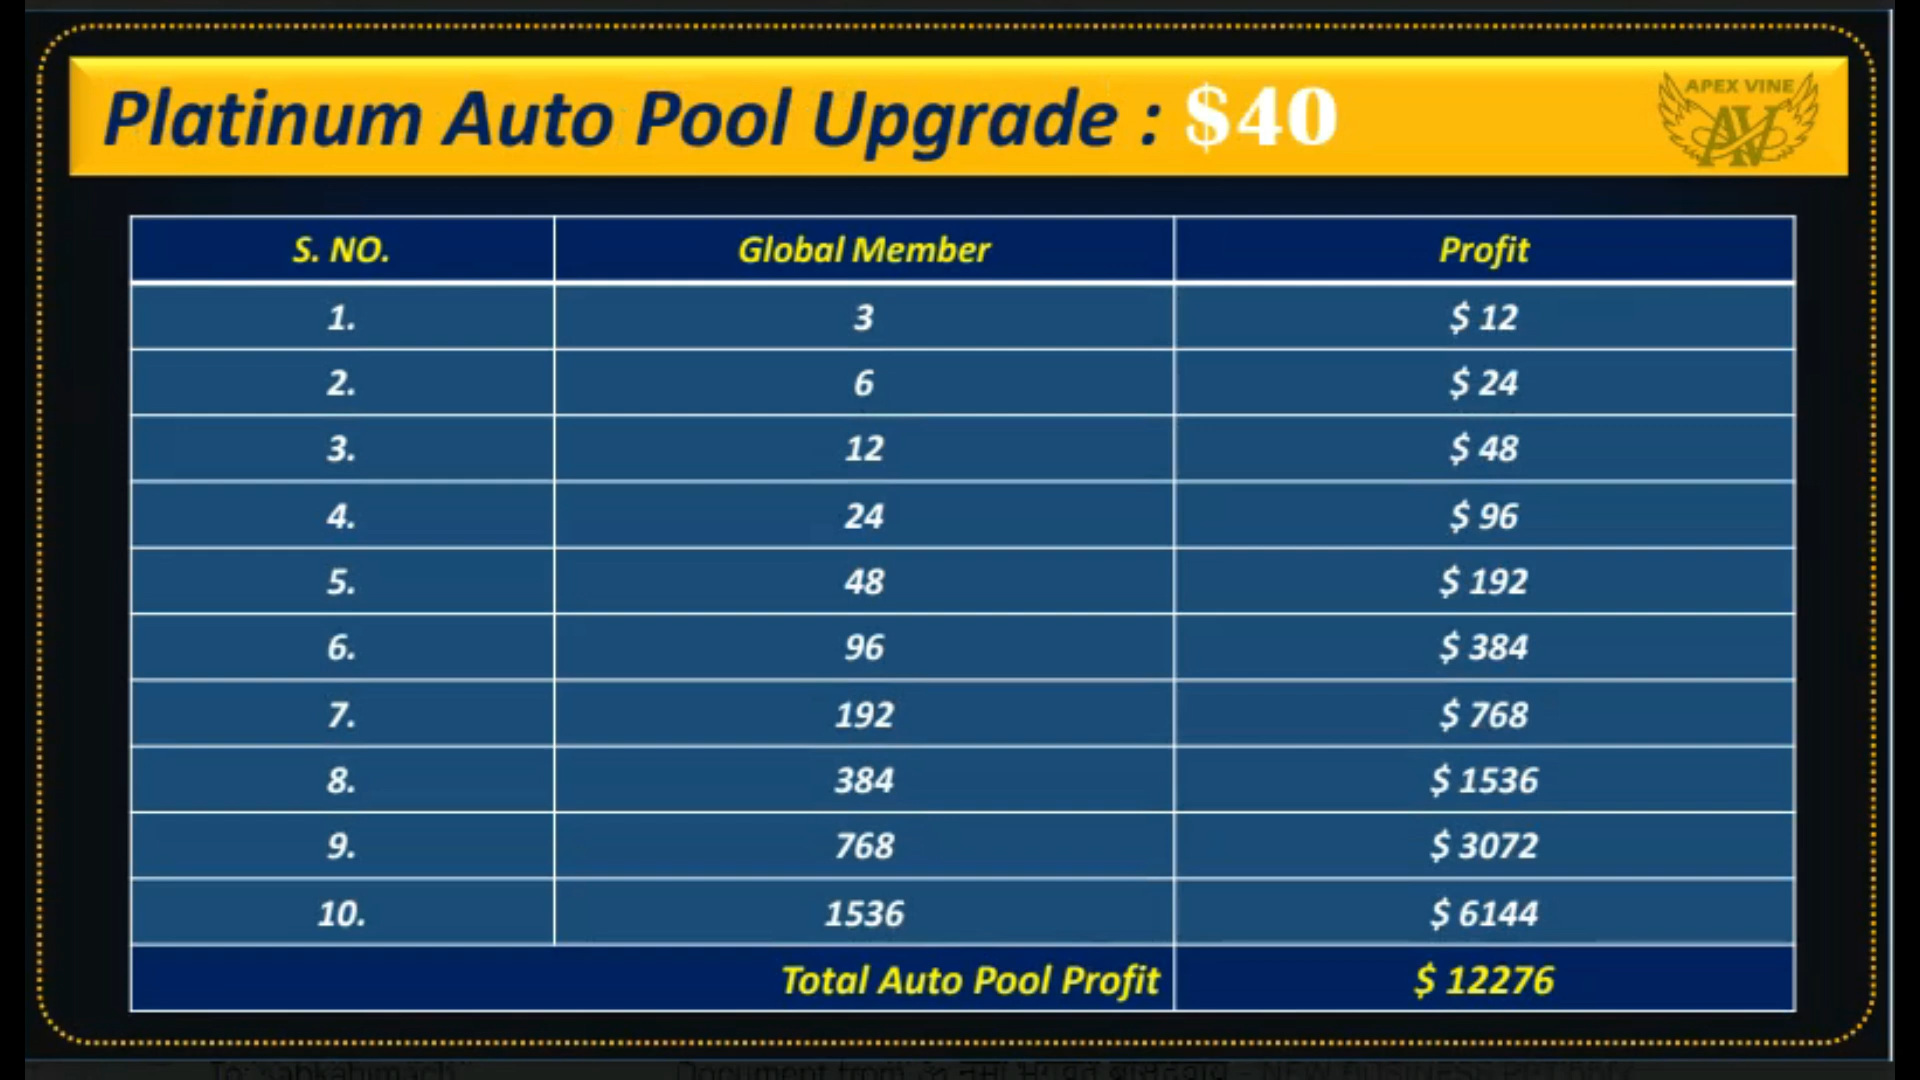 Platinum Auto Pool Upgrade : $40
APEX VINE
AV
S. NO. Global Member Profit
1. 3 $ 12
2. 6 $ 24
3. 12 $ 48
4. 24 $ 96
5. 48 $ 192
6. 96 $ 384
7. 192 $ 768
8. 384 $ 1536
9. 768 $ 3072
10. 1536 $ 6144
Total Auto Pool Profit $ 12276